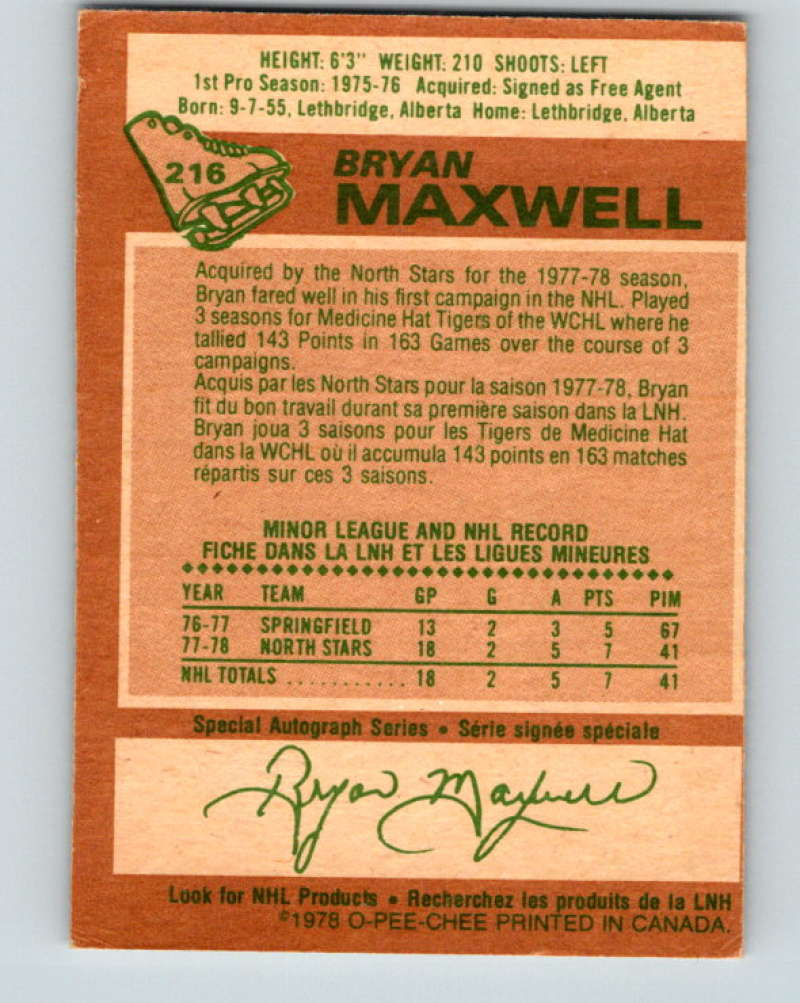 HEIGHT: 6'3" WEIGHT: 210 SHOOTS: LEFT
1st Pro Season: 1975-76 Acquired: Signed as Free Agent
Born: 9-7-55, Lethbridge, Alberta Home: Lethbridge, Alberta
216
BRYAN
MAXWELL
Acquired by the North Stars for the 1977-78 season,
Bryan fared well in his first campaign in the NHL. Played
3 seasons for Medicine Hat Tigers of the WCHL where he
tallied 143 Points in 163 Games over the course of 3
campaigns.
Acquis par les North Stars pour la saison 1977-78, Bryan
fit du bon travail durant sa première saison dans la LNH.
Bryan joua 3 saisons pour les Tigers de Medicine Hat
dans la WCHL où il accumula 143 points en 163 matches
répartis sur ces 3 saisons.
MINOR LEAGUE AND NHL RECORD
FICHE DANS LA LNH ET LES LIGUES MINEURES
YEAR TEAM GP G A PTS PIM
76-77 SPRINGFIELD 13 2 3 5 67
77-78 NORTH STARS 18 2 5 7 41
NHL TOTALS ........... 18 2 5 7 41
Special Autograph Series • Série signée spéciale
Bryan Maxwell
Look for NHL Products • Recherchez les produits de la LNH
©1978 O-PEE-CHEE PRINTED IN CANADA.